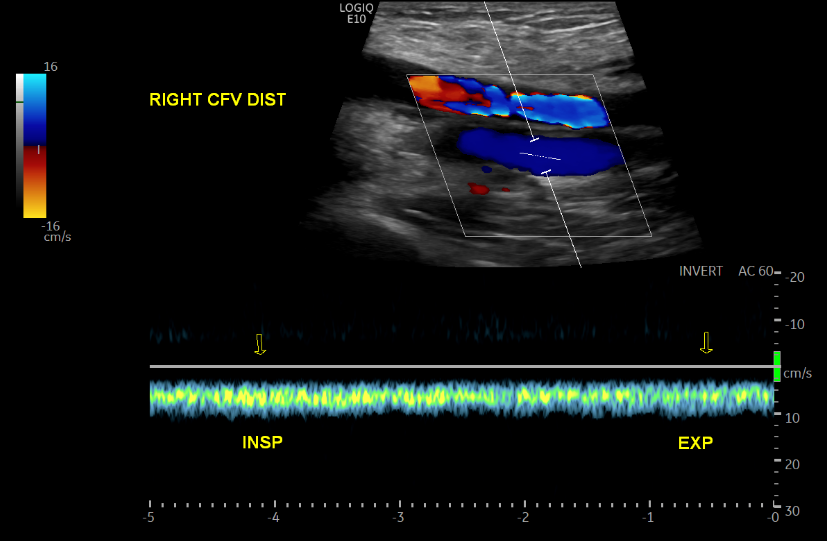 LOGIQ
E10
16
RIGHT CFV DIST
-16
cm/s
INVERT AC 60
-20
-10
cm/s
10
INSP
EXP
20
30
-5 -4 -3 -2 -1 -0